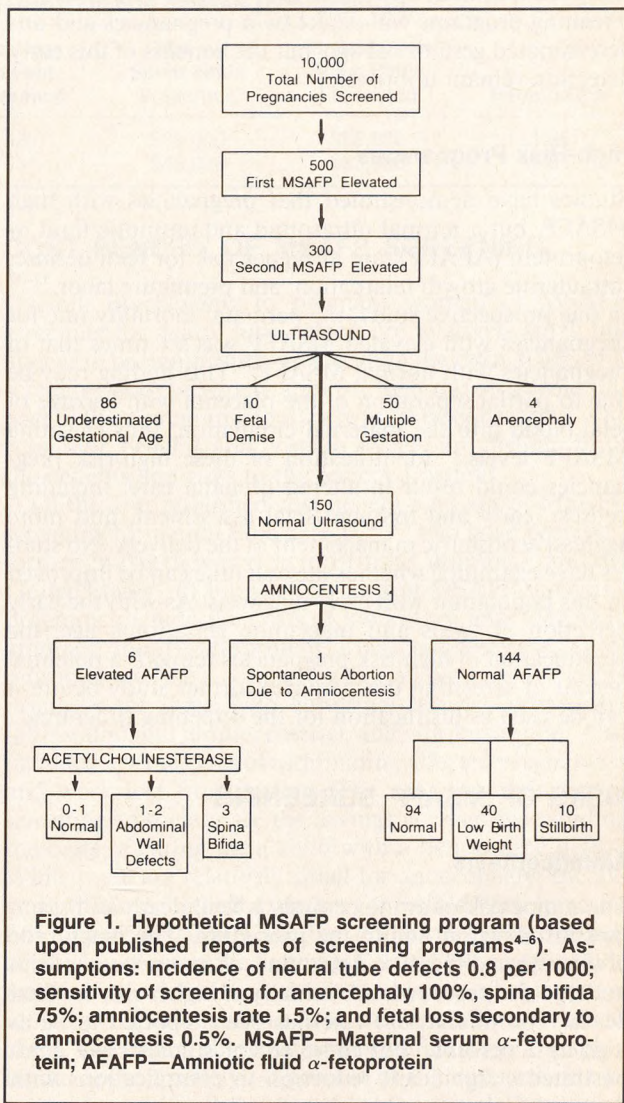 10,000
Total Number of
Pregnancies Screened
500
First MSAFP Elevated
300
Second MSAFP Elevated
ULTRASOUND
86
Underestimated
Gestational Age
10
Fetal
Demise
50
Multiple
Gestation
4
Anencephaly
150
Normal Ultrasound
AMNIOCENTESIS
6
Elevated AFAFP
1
Spontaneous Abortion
Due to Amniocentesis
144
Normal AFAFP
ACETYLCHOLINESTERASE
0-1
Normal
1-2
Abdominal
Wall
Defects
3
Spina
Bifida
94
Normal
40
Low Birth
Weight
10
Stillbirth
Figure 1. Hypothetical MSAFP screening program (based
upon published reports of screening programs4–6). As-
sumptions: Incidence of neural tube defects 0.8 per 1000;
sensitivity of screening for anencephaly 100%, spina bifida
75%; amniocentesis rate 1.5%; and fetal loss secondary to
amniocentesis 0.5%. MSAFP—Maternal serum α-fetopro-
tein; AFAFP—Amniotic fluid α-fetoprotein